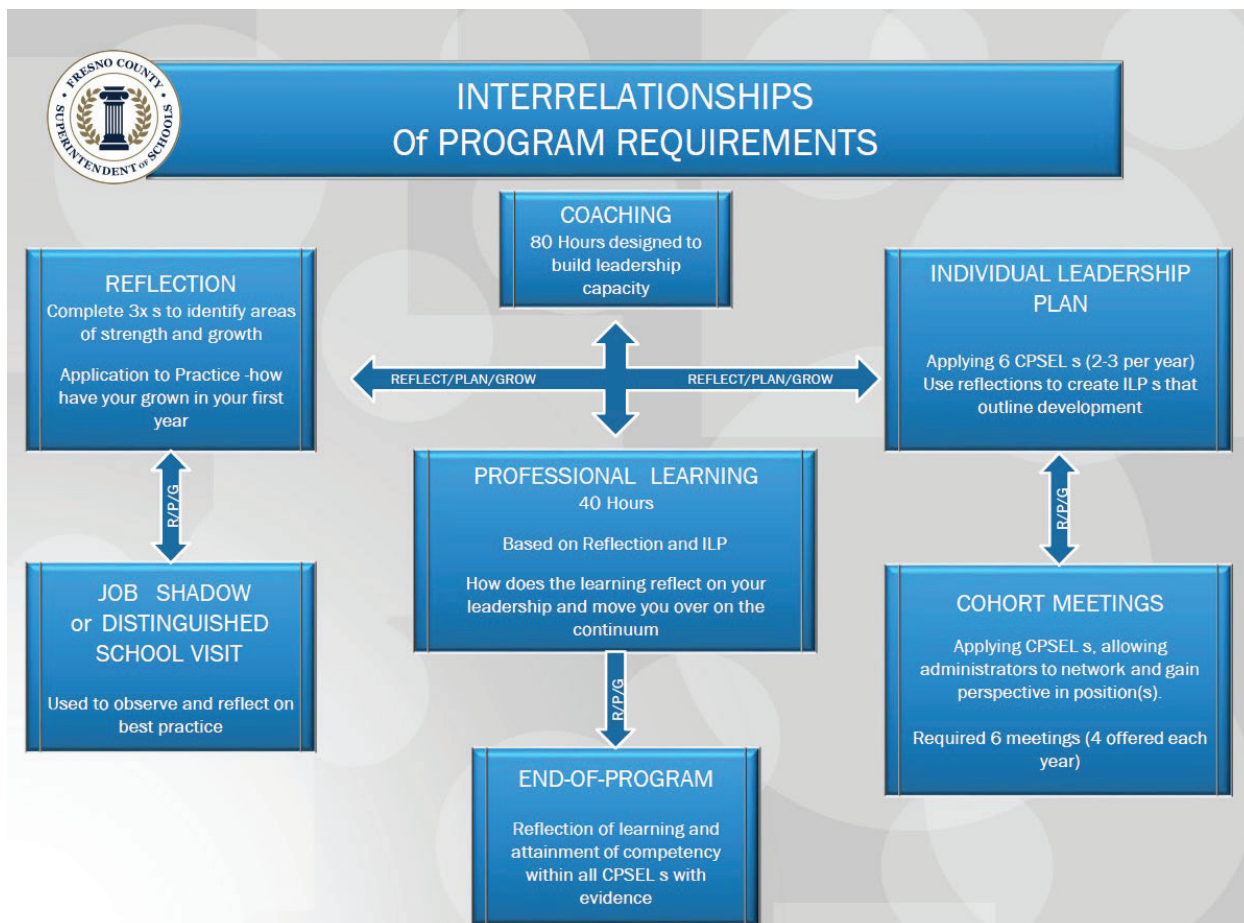 FRESNO COUNTY
SUPERINTENDENT OF SCHOOLS
INTERRELATIONSHIPS
Of PROGRAM REQUIREMENTS
COACHING
80 Hours designed to
build leadership
capacity
REFLECTION
Complete 3x s to identify areas
of strength and growth
Application to Practice -how
have your grown in your first
year
INDIVIDUAL LEADERSHIP
PLAN
Applying 6 CPSEL s (2-3 per year)
Use reflections to create ILP s that
outline development
REFLECT/PLAN/GROW
REFLECT/PLAN/GROW
R/P/G
PROFESSIONAL LEARNING
40 Hours
Based on Reflection and ILP
How does the learning reflect on your
leadership and move you over on the
continuum
R/P/G
JOB SHADOW
or DISTINGUISHED
SCHOOL VISIT
Used to observe and reflect on
best practice
COHORT MEETINGS
Applying CPSEL s, allowing
administrators to network and gain
perspective in position(s).
Required 6 meetings (4 offered each
year)
R/P/G
END-OF-PROGRAM
Reflection of learning and
attainment of competency
within all CPSEL s with
evidence